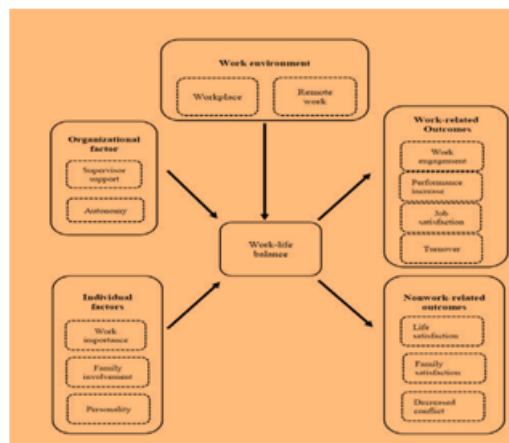 Work environment
Workplace
Remote
work
Organizational
factor
Supervisor
support
Autonomy
Work-related
Outcomes
Work
engagement
Performance
increase
Job
satisfaction
Turnover
Work-life
balance
Individual
factors
Work
importance
Family
involvement
Personality
Nonwork-related
outcomes
Life
satisfaction
Family
satisfaction
Decreased
conflict